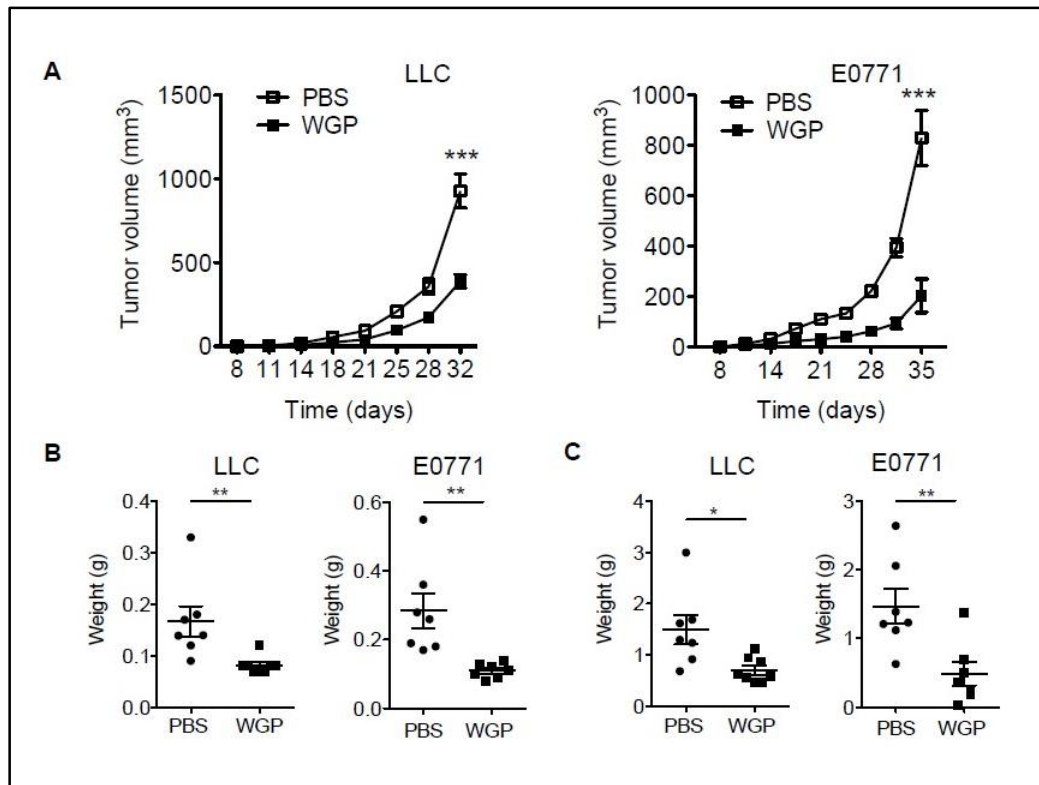 A
LLC
PBS
WGP
Tumor volume (mm³)
1500
1000
500
0
***
8 11 14 18 21 25 28 32
Time (days)
E0771
PBS
WGP
Tumor volume (mm³)
1000
800
600
400
200
0
***
8 14 21 28 35
Time (days)
B
LLC
**
Weight (g)
0.4
0.3
0.2
0.1
0.0
PBS WGP
E0771
**
Weight (g)
0.6
0.4
0.2
0.0
PBS WGP
C
LLC
*
Weight (g)
4
3
2
1
0
PBS WGP
E0771
**
Weight (g)
3
2
1
0
PBS WGP